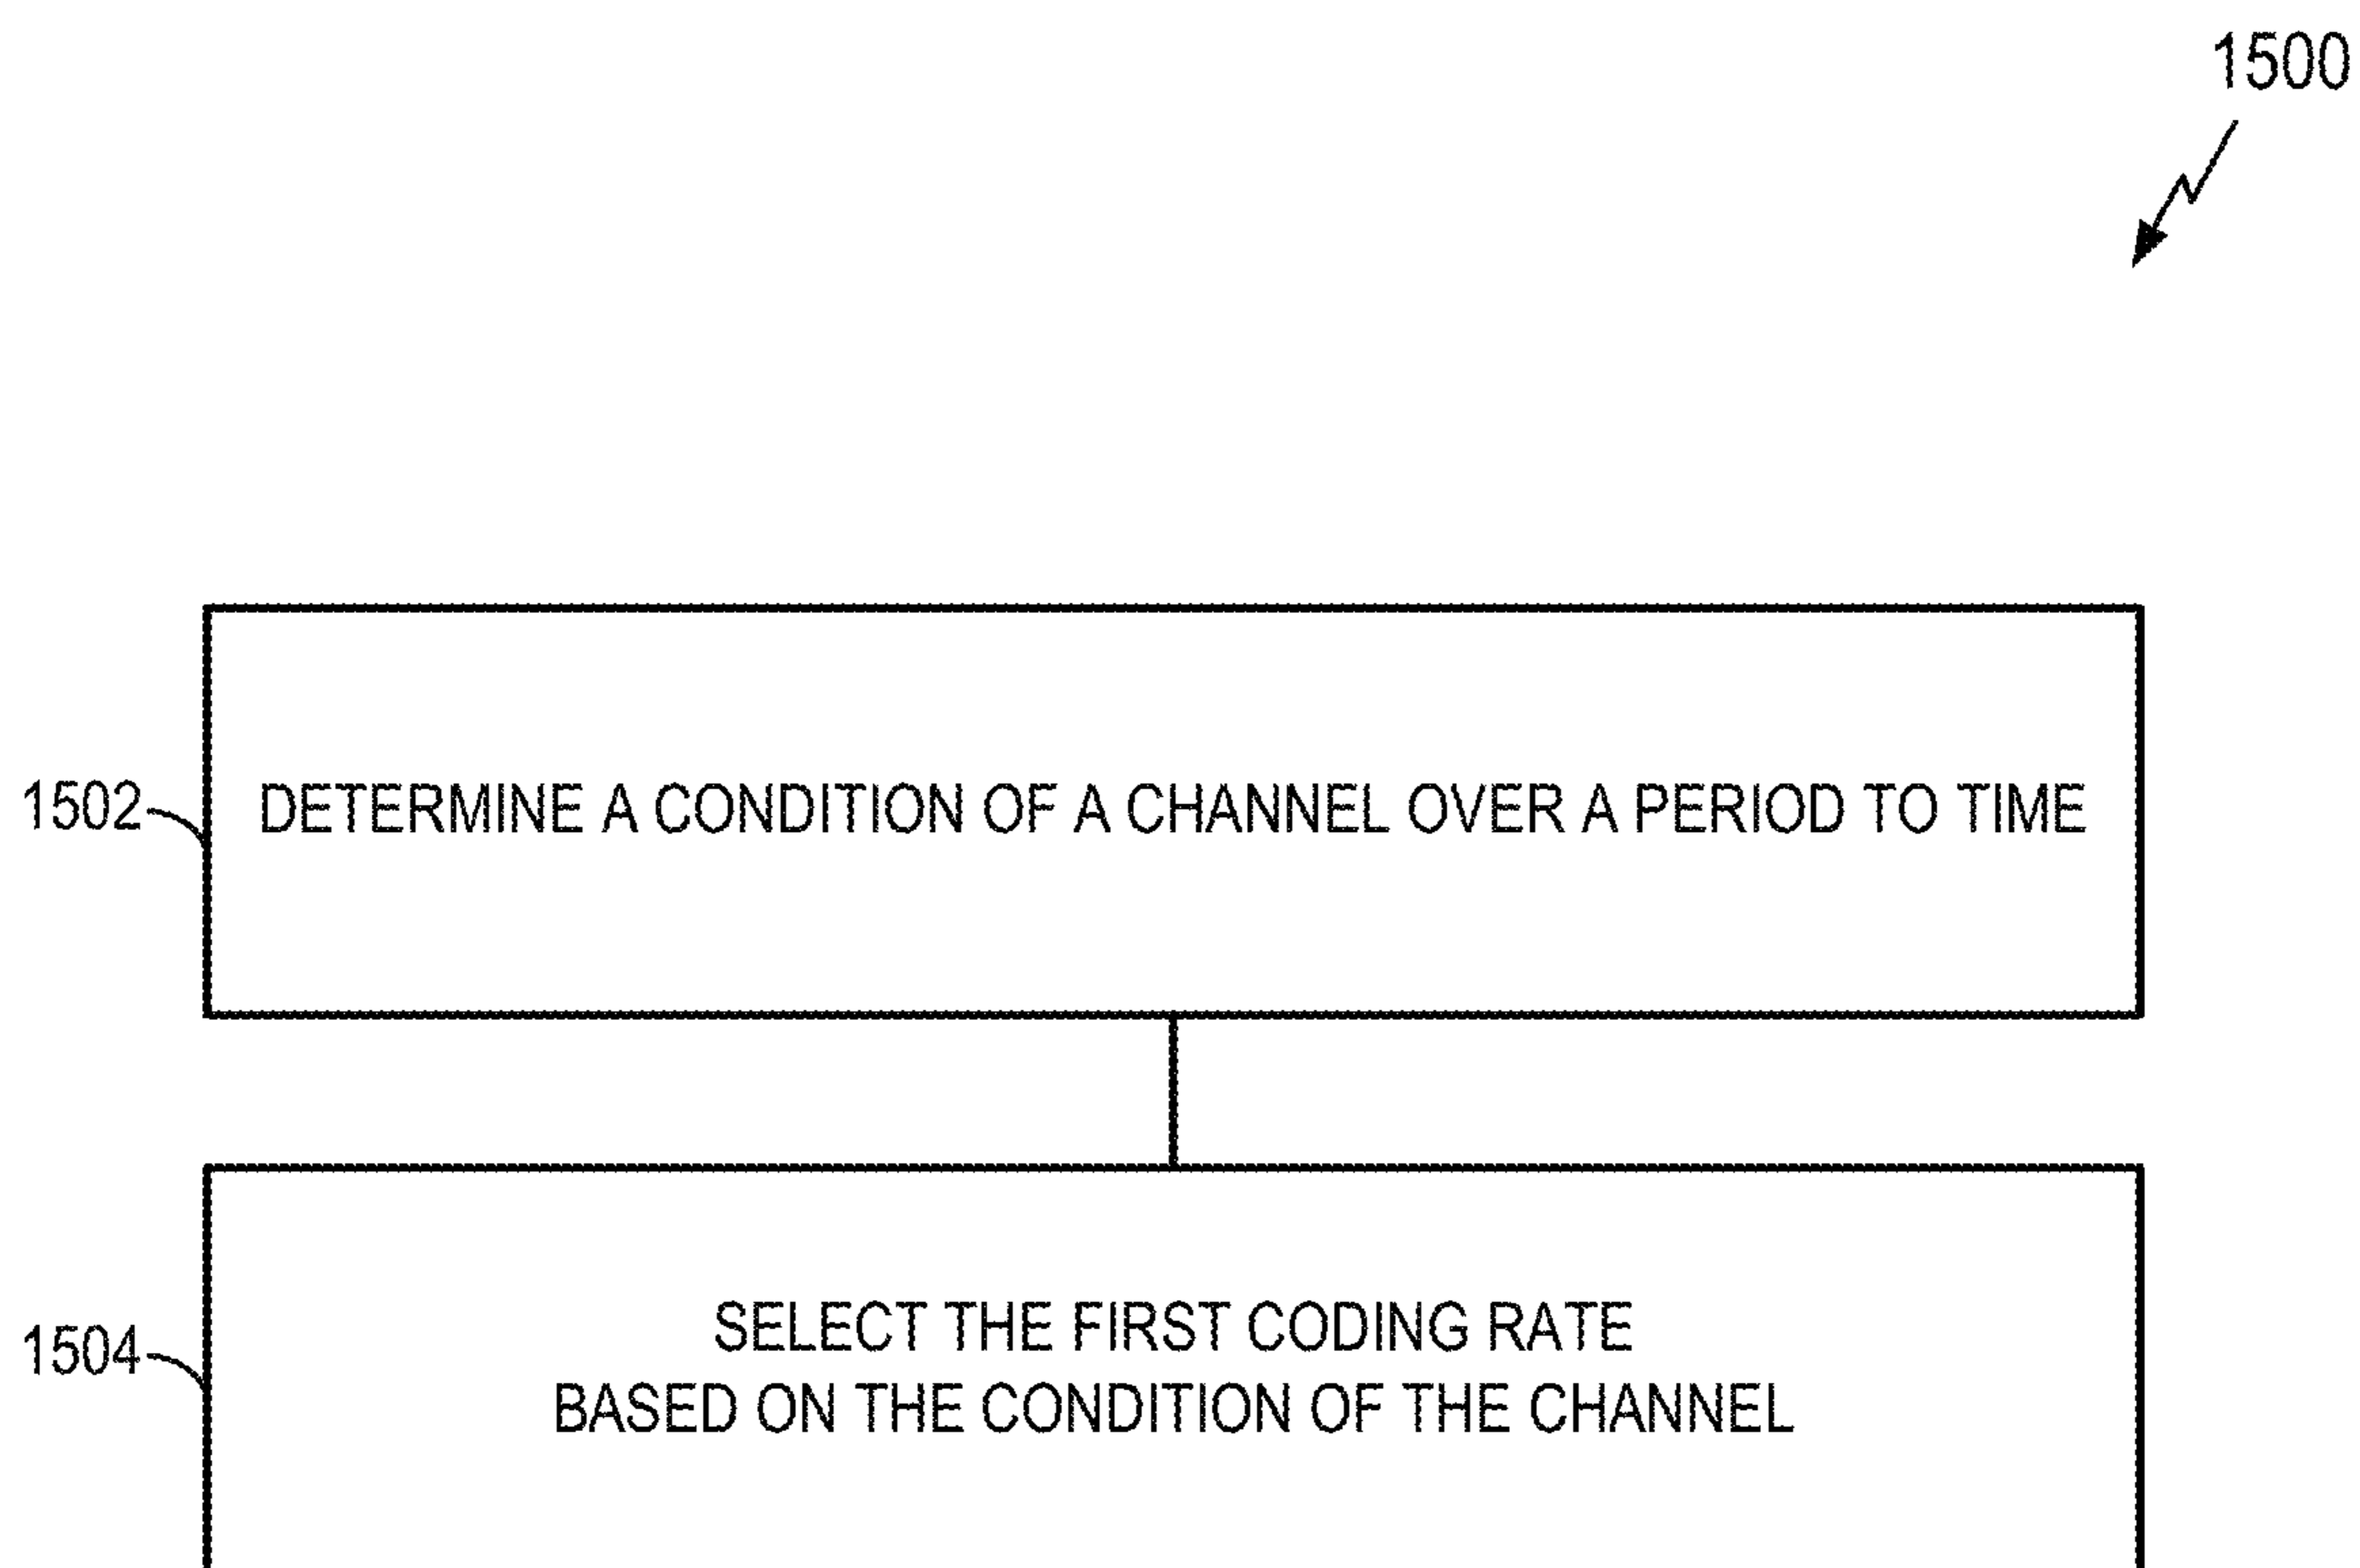 1500
1502
DETERMINE A CONDITION OF A CHANNEL OVER A PERIOD TO TIME
1504
SELECT THE FIRST CODING RATE
BASED ON THE CONDITION OF THE CHANNEL